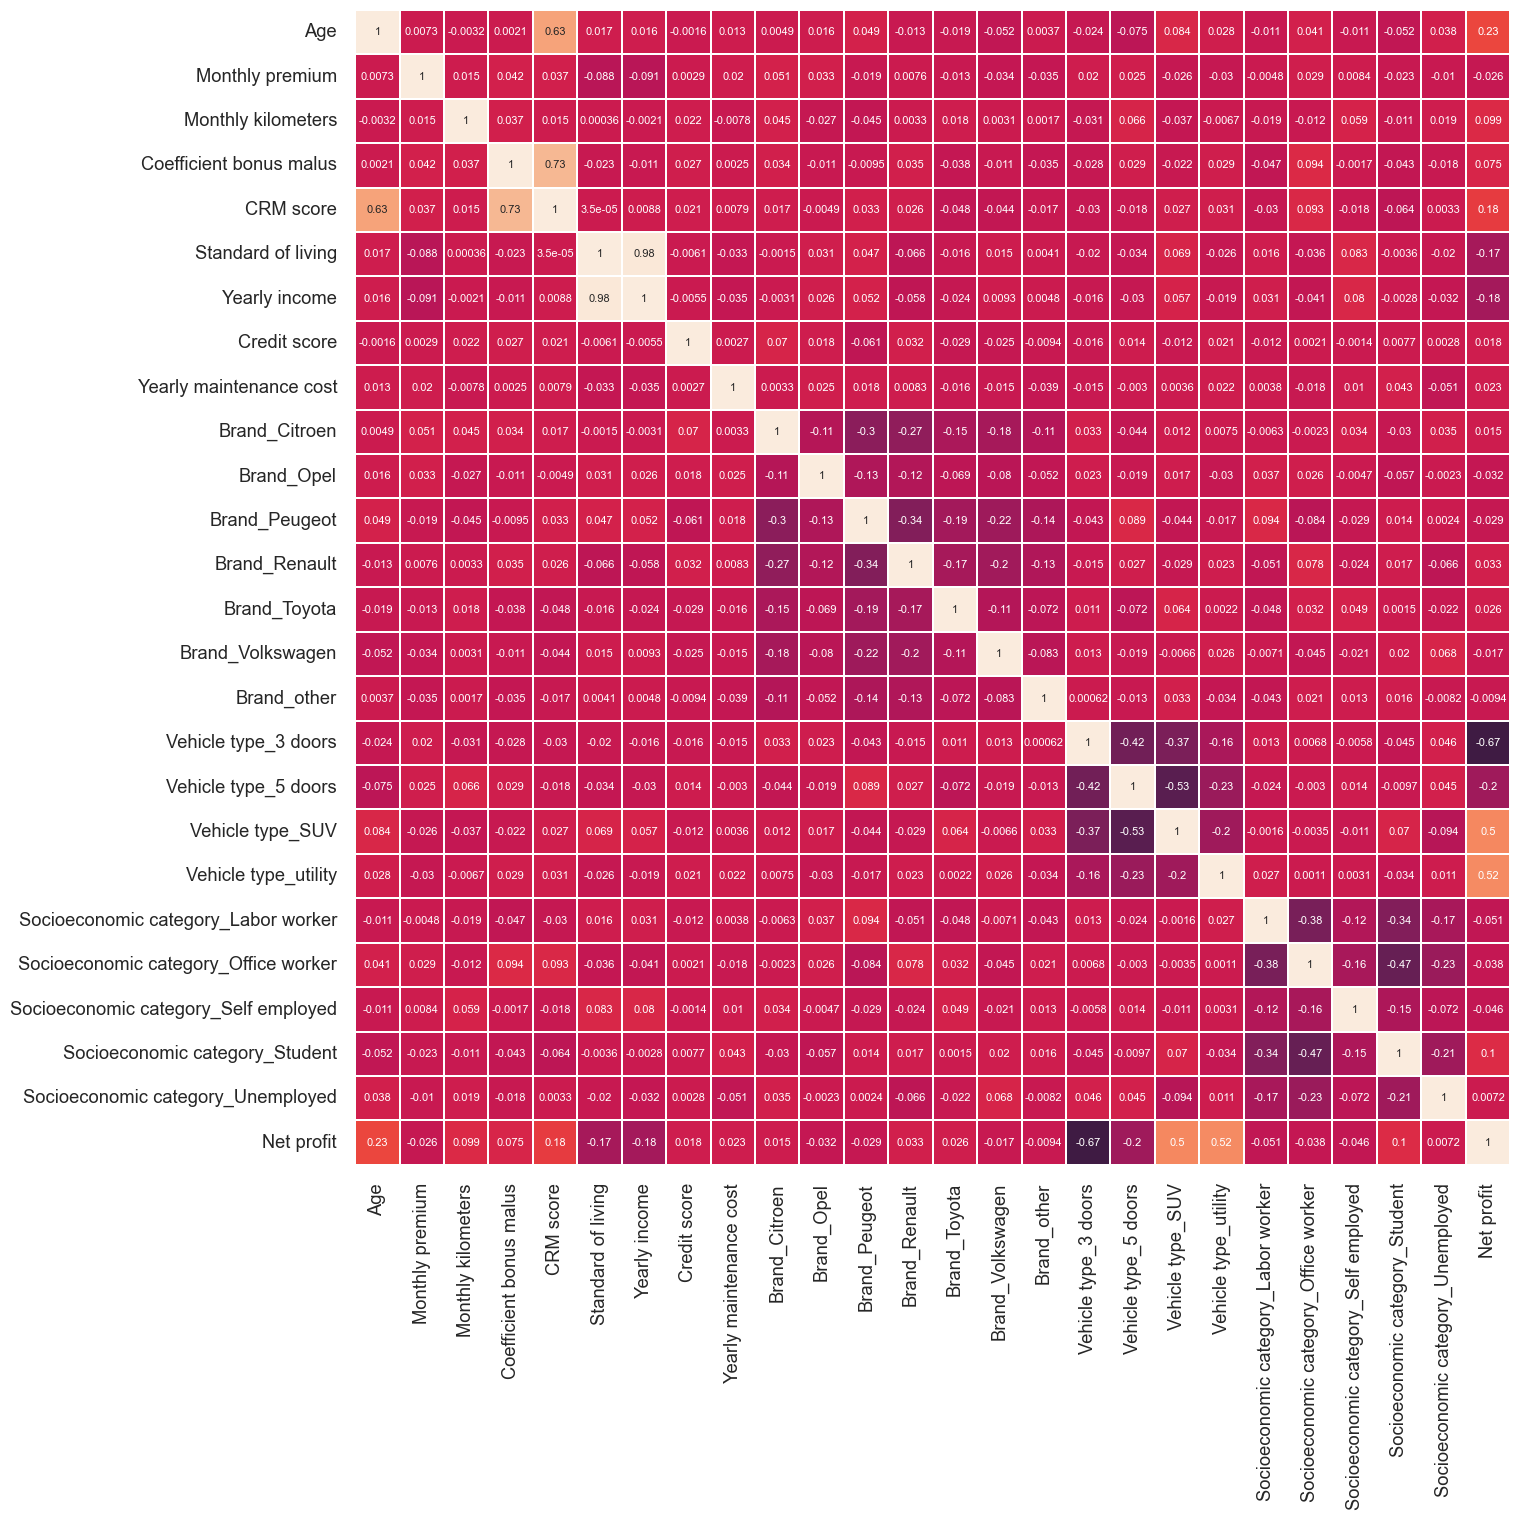 Age 1 0.0073 -0.0032 0.0021 0.63 0.017 0.016 -0.0016 0.013 0.0049 0.016 0.049 -0.013 -0.019 -0.052 0.0037 -0.024 -0.075 0.084 0.028 -0.011 0.041 -0.011 -0.052 0.038 0.23
Monthly premium 0.0073 1 0.015 0.042 0.037 -0.088 -0.091 0.0029 0.02 0.051 0.033 -0.019 0.0076 -0.013 -0.034 -0.035 0.02 0.025 -0.026 -0.03 -0.0048 0.029 0.0084 -0.023 -0.01 -0.026
Monthly kilometers -0.0032 0.015 1 0.037 0.015 0.00036 -0.0021 0.022 -0.0078 0.045 -0.027 -0.045 0.0033 0.018 0.0031 0.0017 -0.031 0.066 -0.037 -0.0067 -0.019 -0.012 0.059 -0.011 0.019 0.099
Coefficient bonus malus 0.0021 0.042 0.037 1 0.73 -0.023 -0.011 0.027 0.0025 0.034 -0.011 -0.0095 0.035 -0.038 -0.011 -0.035 -0.028 0.029 -0.022 0.029 -0.047 0.094 -0.0017 -0.043 -0.018 0.075
CRM score 0.63 0.037 0.015 0.73 1 3.5e-05 0.0088 0.021 0.0079 0.017 -0.0049 0.033 0.026 -0.048 -0.044 -0.017 -0.03 -0.018 0.027 0.031 -0.03 0.093 -0.018 -0.064 0.0033 0.18
Standard of living 0.017 -0.088 0.00036 -0.023 3.5e-05 1 0.98 -0.0061 -0.033 -0.0015 0.031 0.047 -0.066 -0.016 0.015 0.0041 -0.02 -0.034 0.069 -0.026 0.016 -0.036 0.083 -0.0036 -0.02 -0.17
Yearly income 0.016 -0.091 -0.0021 -0.011 0.0088 0.98 1 -0.0055 -0.035 -0.0031 0.026 0.052 -0.058 -0.024 0.0093 0.0048 -0.016 -0.03 0.057 -0.019 0.031 -0.041 0.08 -0.0028 -0.032 -0.18
Credit score -0.0016 0.0029 0.022 0.027 0.021 -0.0061 -0.0055 1 0.0027 0.07 0.018 -0.061 0.032 -0.029 -0.025 -0.0094 -0.016 0.014 -0.012 0.021 -0.012 0.0021 -0.0014 0.0077 0.0028 0.018
Yearly maintenance cost 0.013 0.02 -0.0078 0.0025 0.0079 -0.033 -0.035 0.0027 1 0.0033 0.025 0.018 0.0083 -0.016 -0.015 -0.039 -0.015 -0.003 0.0036 0.022 0.0038 -0.018 0.01 0.043 -0.051 0.023
Brand_Citroen 0.0049 0.051 0.045 0.034 0.017 -0.0015 -0.0031 0.07 0.0033 1 -0.11 -0.3 -0.27 -0.15 -0.18 -0.11 0.033 -0.044 0.012 0.0075 -0.0063 -0.0023 0.034 -0.03 0.035 0.015
Brand_Opel 0.016 0.033 -0.027 -0.011 -0.0049 0.031 0.026 0.018 0.025 -0.11 1 -0.13 -0.12 -0.069 -0.08 -0.052 0.023 -0.019 0.017 -0.03 0.037 0.026 -0.0047 -0.057 -0.0023 -0.032
Brand_Peugeot 0.049 -0.019 -0.045 -0.0095 0.033 0.047 0.052 -0.061 0.018 -0.3 -0.13 1 -0.34 -0.19 -0.22 -0.14 -0.043 0.089 -0.044 -0.017 0.094 -0.084 -0.029 0.014 0.0024 -0.029
Brand_Renault -0.013 0.0076 0.0033 0.035 0.026 -0.066 -0.058 0.032 0.0083 -0.27 -0.12 -0.34 1 -0.17 -0.2 -0.13 -0.015 0.027 -0.029 0.023 -0.051 0.078 -0.024 0.017 -0.066 0.033
Brand_Toyota -0.019 -0.013 0.018 -0.038 -0.048 -0.016 -0.024 -0.029 -0.016 -0.15 -0.069 -0.19 -0.17 1 -0.11 -0.072 0.011 -0.072 0.064 0.0022 -0.048 0.032 0.049 0.0015 -0.022 0.026
Brand_Volkswagen -0.052 -0.034 0.0031 -0.011 -0.044 0.015 0.0093 -0.025 -0.015 -0.18 -0.08 -0.22 -0.2 -0.11 1 -0.083 0.013 -0.019 -0.0066 0.026 -0.0071 -0.045 -0.021 0.02 0.068 -0.017
Brand_other 0.0037 -0.035 0.0017 -0.035 -0.017 0.0041 0.0048 -0.0094 -0.039 -0.11 -0.052 -0.14 -0.13 -0.072 -0.083 1 0.00062 -0.013 0.033 -0.034 -0.043 0.021 0.013 0.016 -0.0082 -0.0094
Vehicle type_3 doors -0.024 0.02 -0.031 -0.028 -0.03 -0.02 -0.016 -0.016 -0.015 0.033 0.023 -0.043 -0.015 0.011 0.013 0.00062 1 -0.42 -0.37 -0.16 0.013 0.0068 -0.0058 -0.045 0.046 -0.67
Vehicle type_5 doors -0.075 0.025 0.066 0.029 -0.018 -0.034 -0.03 0.014 -0.003 -0.044 -0.019 0.089 0.027 -0.072 -0.019 -0.013 -0.42 1 -0.53 -0.23 -0.024 -0.003 0.014 -0.0097 0.045 -0.2
Vehicle type_SUV 0.084 -0.026 -0.037 -0.022 0.027 0.069 0.057 -0.012 0.0036 0.012 0.017 -0.044 -0.029 0.064 -0.0066 0.033 -0.37 -0.53 1 -0.2 -0.0016 -0.0035 -0.011 0.07 -0.094 0.5
Vehicle type_utility 0.028 -0.03 -0.0067 0.029 0.031 -0.026 -0.019 0.021 0.022 0.0075 -0.03 -0.017 0.023 0.0022 0.026 -0.034 -0.16 -0.23 -0.2 1 0.027 0.0011 0.0031 -0.034 0.011 0.52
Socioeconomic category_Labor worker -0.011 -0.0048 -0.019 -0.047 -0.03 0.016 0.031 -0.012 0.0038 -0.0063 0.037 0.094 -0.051 -0.048 -0.0071 -0.043 0.013 -0.024 -0.0016 0.027 1 -0.38 -0.12 -0.34 -0.17 -0.051
Socioeconomic category_Office worker 0.041 0.029 -0.012 0.094 0.093 -0.036 -0.041 0.0021 -0.018 -0.0023 0.026 -0.084 0.078 0.032 -0.045 0.021 0.0068 -0.003 -0.0035 0.0011 -0.38 1 -0.16 -0.47 -0.23 -0.038
Socioeconomic category_Self employed -0.011 0.0084 0.059 -0.0017 -0.018 0.083 0.08 -0.0014 0.01 0.034 -0.0047 -0.029 -0.024 0.049 -0.021 0.013 -0.0058 0.014 -0.011 0.0031 -0.12 -0.16 1 -0.15 -0.072 -0.046
Socioeconomic category_Student -0.052 -0.023 -0.011 -0.043 -0.064 -0.0036 -0.0028 0.0077 0.043 -0.03 -0.057 0.014 0.017 0.0015 0.02 0.016 -0.045 -0.0097 0.07 -0.034 -0.34 -0.47 -0.15 1 -0.21 0.1
Socioeconomic category_Unemployed 0.038 -0.01 0.019 -0.018 0.0033 -0.02 -0.032 0.0028 -0.051 0.035 -0.0023 0.0024 -0.066 -0.022 0.068 -0.0082 0.046 0.045 -0.094 0.011 -0.17 -0.23 -0.072 -0.21 1 0.0072
Net profit 0.23 -0.026 0.099 0.075 0.18 -0.17 -0.18 0.018 0.023 0.015 -0.032 -0.029 0.033 0.026 -0.017 -0.0094 -0.67 -0.2 0.5 0.52 -0.051 -0.038 -0.046 0.1 0.0072 1
Age
Monthly premium
Monthly kilometers
Coefficient bonus malus
CRM score
Standard of living
Yearly income
Credit score
Yearly maintenance cost
Brand_Citroen
Brand_Opel
Brand_Peugeot
Brand_Renault
Brand_Toyota
Brand_Volkswagen
Brand_other
Vehicle type_3 doors
Vehicle type_5 doors
Vehicle type_SUV
Vehicle type_utility
Socioeconomic category_Labor worker
Socioeconomic category_Office worker
Socioeconomic category_Self employed
Socioeconomic category_Student
Socioeconomic category_Unemployed
Net profit